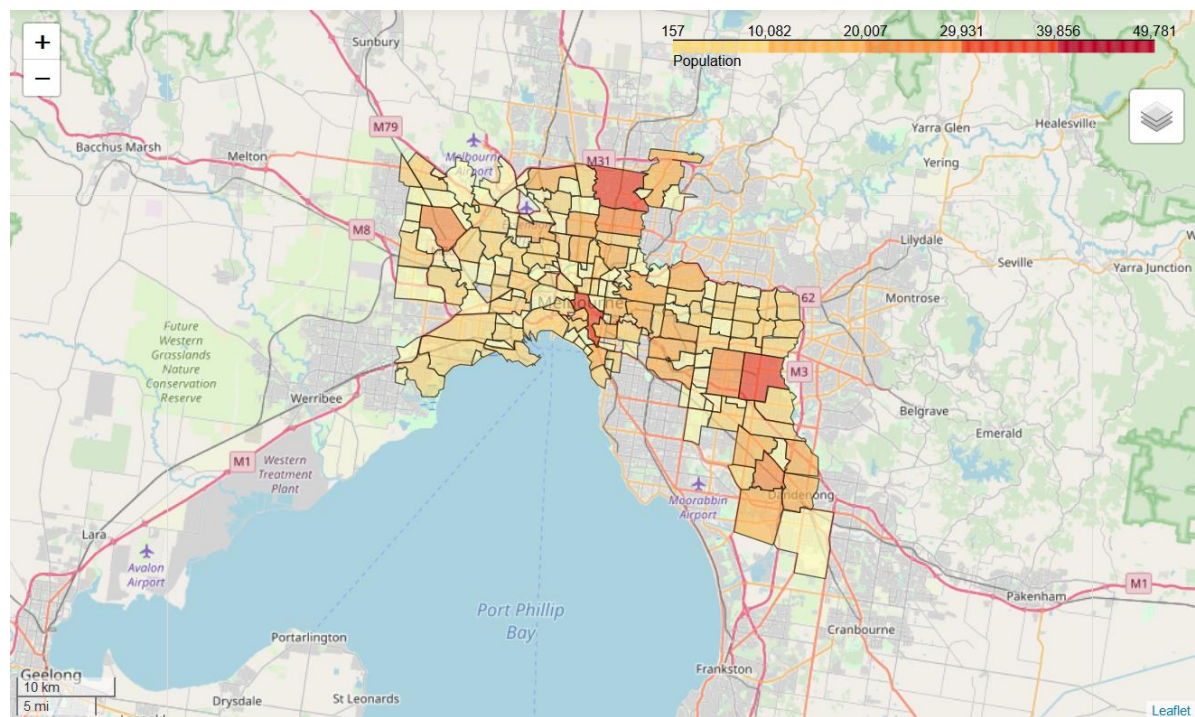 +
−
157 10,082 20,007 29,931 39,856 49,781
Population
Sunbury
M79
Bacchus Marsh
Melton
Melbourne
Airport
M31
Yarra Glen
Healesville
Yering
M8
Lilydale
Seville
Yarra Junction
62
Montrose
Melbourne
Future
Western
Grasslands
Nature
Conservation
Reserve
M3
Werribee
Belgrave
Emerald
M1
Western
Treatment
Plant
Moorabbin
Airport
Dandenong
Lara
Avalon
Airport
M1
Pakenham
Port Phillip
Bay
Portarlington
Cranbourne
Frankston
Geelong
10 km
5 mi
Drysdale
St Leonards
Leaflet